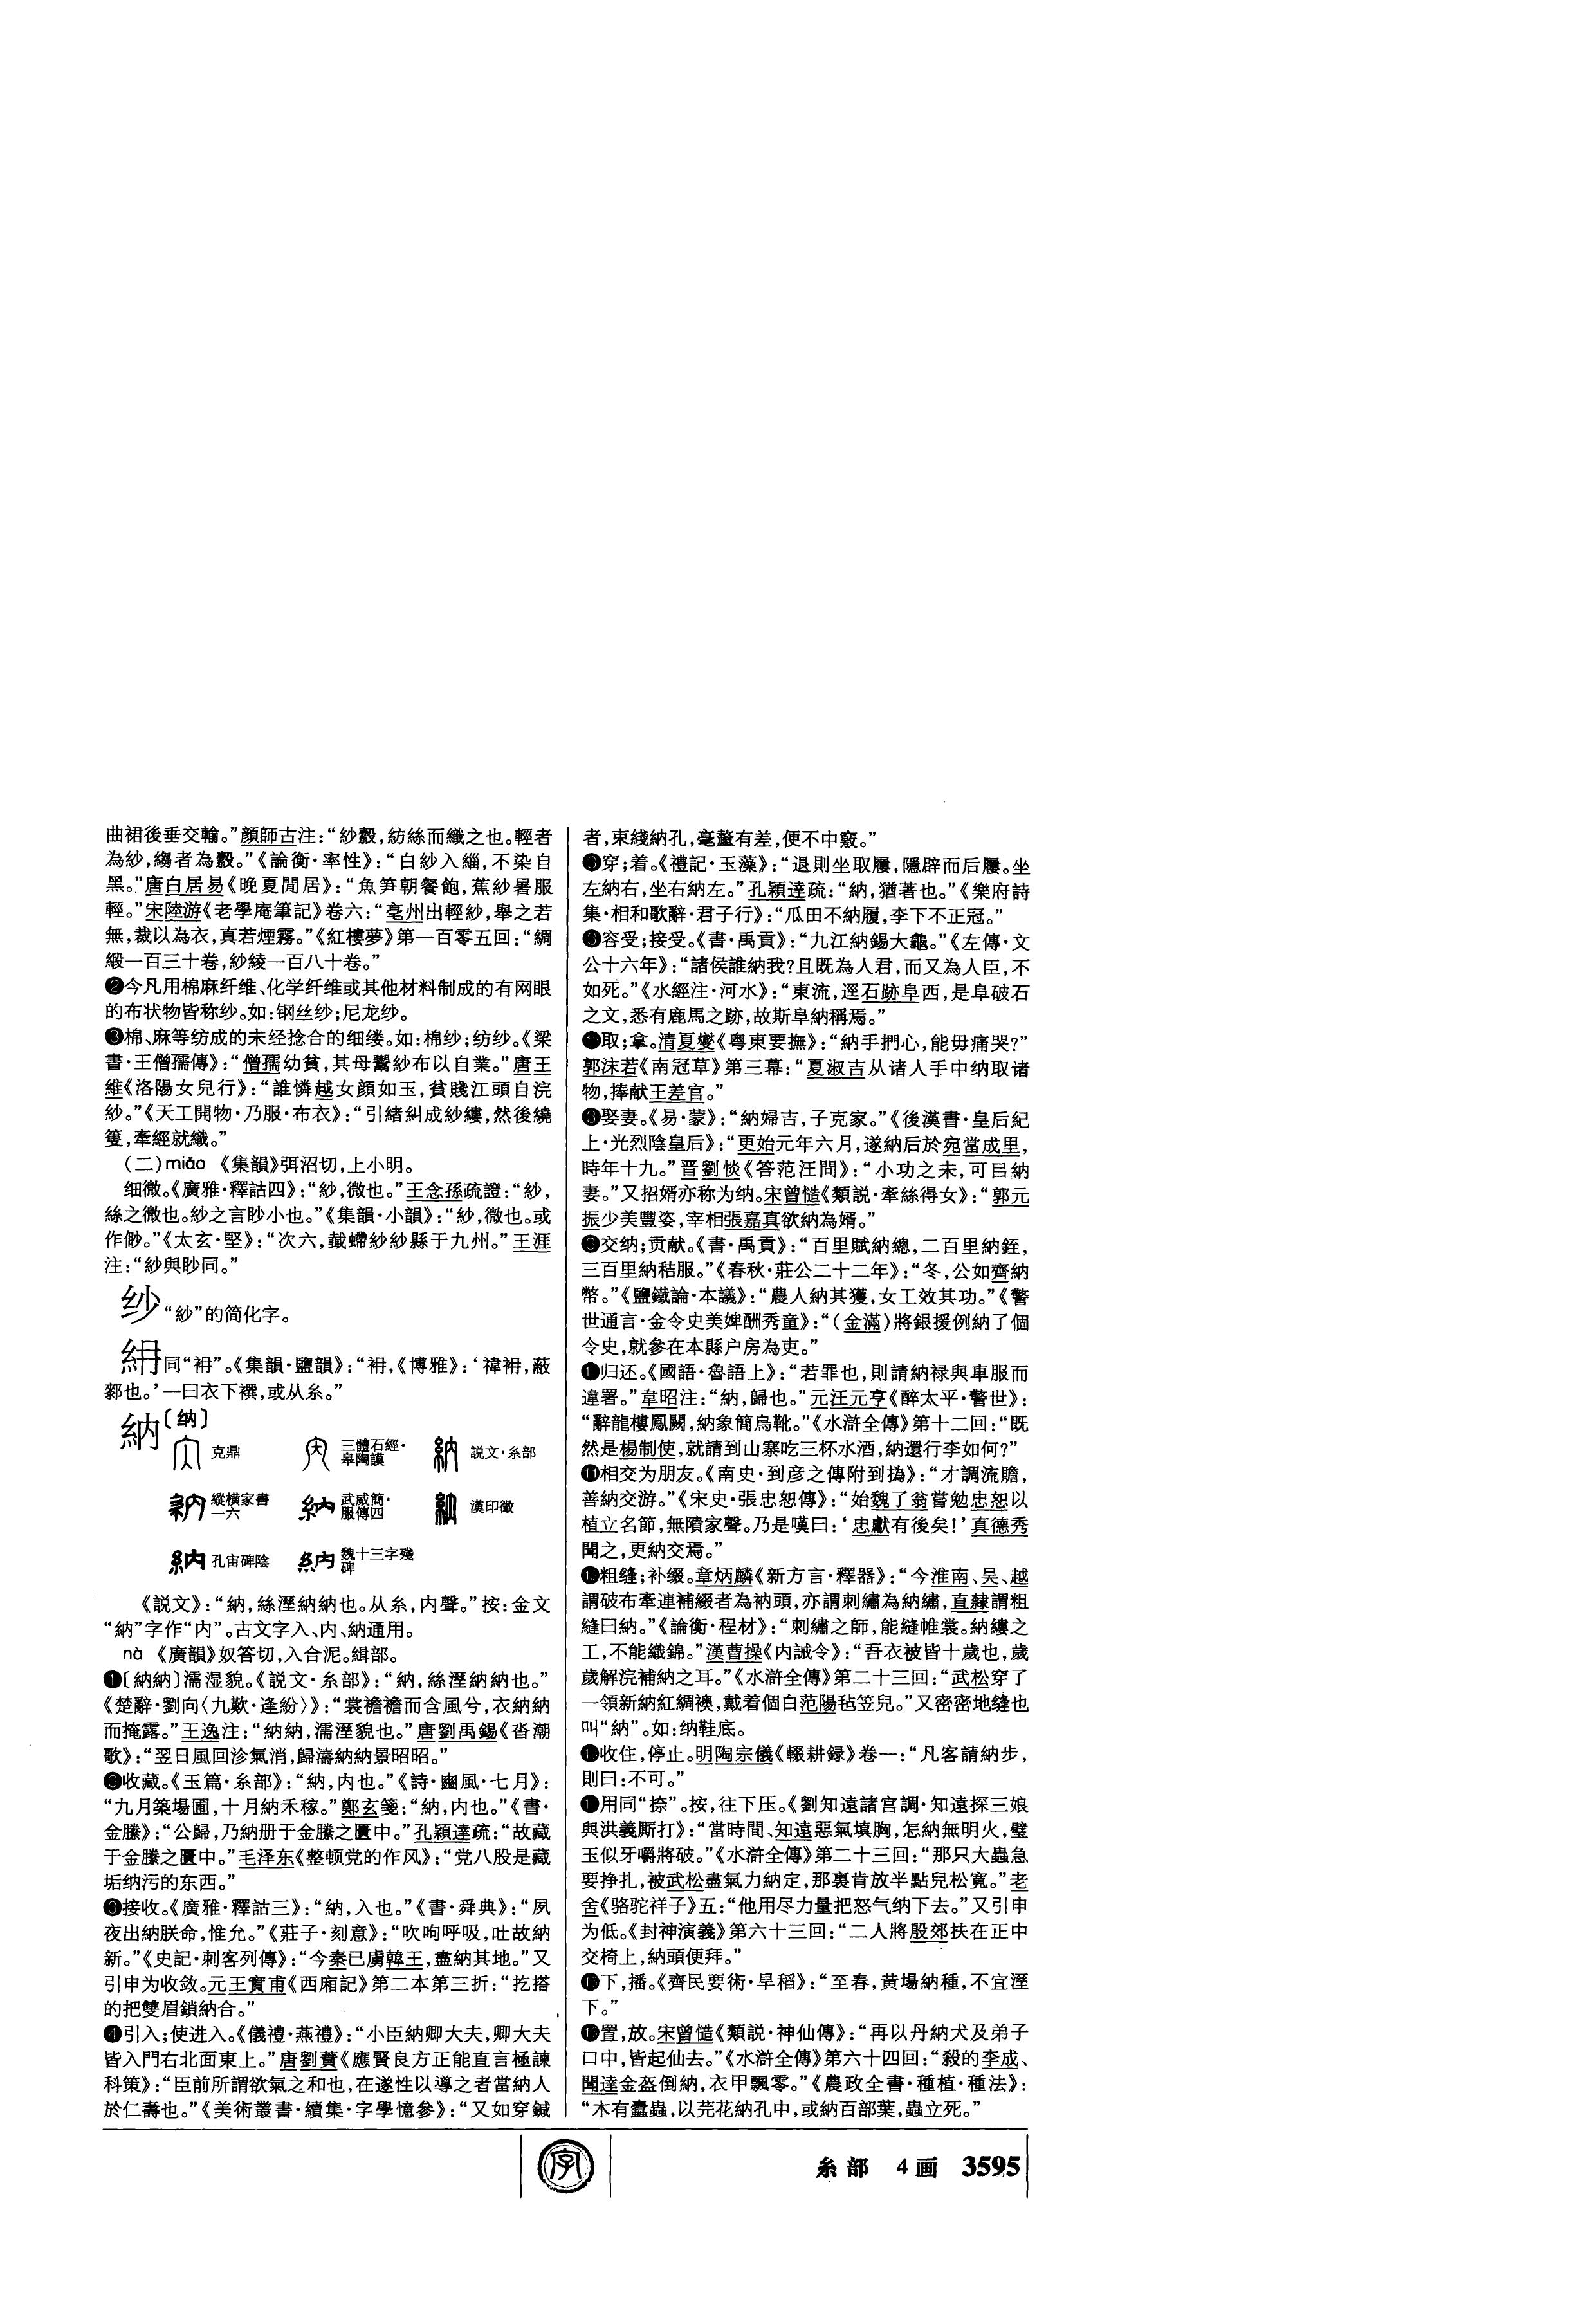 曲裙後垂交輸。”顏師古注：“紗縠，紡絲而織之也。輕者
為紗，縐者為縠。”《論衡·率性》：“白紗入緇，不染自
黑。”唐白居易《晚夏閒居》：“魚笋朝餐飽，蕉紗暑服
輕。”宋陸游《老學庵筆記》卷六：“亳州出輕紗，舉之若
無，裁以為衣，真若煙霧。”《紅樓夢》第一百零五回：“綢
緞一百三十卷，紗綾一百八十卷。”
❷今凡用棉麻纤维、化学纤维或其他材料制成的有网眼
的布状物皆称纱。如：钢丝纱；尼龙纱。
❸棉、麻等纺成的未经捻合的细缕。如：棉纱；纺纱。《梁
書·王僧孺傳》：“僧孺幼貧，其母鬻紗布以自業。”唐王
維《洛陽女兒行》：“誰憐越女顔如玉，貧賤江頭自浣
紗。”《天工開物·乃服·布衣》：“引緒糾成紗縷，然後繞
籰，牽經就織。”
（二）miǎo 《集韻》弭沼切，上小明。
细微。《廣雅·釋詁四》：“紗，微也。”王念孫疏證：“紗，
絲之微也。紗之言眇小也。”《集韻·小韻》：“紗，微也。或
作㑳。”《太玄·堅》：“次六，蠘䗖紗紗縣于九州。”王涯
注：“紗與眇同。”
纱“紗”的简化字。
䋈同“袡”。《集韻·鹽韻》：“袡，《博雅》：‘褘袡，蔽
厀也。’一曰衣下襈，或从糸。”
納〔纳〕
克鼎 三體石經·皋陶謨 説文·糸部
縱横家書一六 武威簡·服傳四 漢印徵
孔宙碑陰 魏十三字殘碑
《説文》：“納，絲溼納納也。从糸，内聲。”按：金文
“納”字作“内”。古文字入、内、納通用。
nà 《廣韻》奴答切，入合泥。緝部。
❶〔納納〕濡湿貌。《説文·糸部》：“納，絲溼納納也。”
《楚辭·劉向〈九歎·逢紛〉》：“裳襜襜而含風兮，衣納納
而掩露。”王逸注：“納納，濡溼貌也。”唐劉禹錫《沓潮
歌》：“翌日風回沴氣消，歸濤納納景昭昭。”
收藏。《玉篇·糸部》：“納，内也。”《詩·豳風·七月》：
“九月築場圃，十月納禾稼。”鄭玄箋：“納，内也。”《書·
金縢》：“公歸，乃納册于金縢之匱中。”孔穎達疏：“故藏
于金縢之匱中。”毛泽东《整顿党的作风》：“党八股是藏
垢纳污的东西。”
接收。《廣雅·釋詁三》：“納，入也。”《書·舜典》：“夙
夜出納朕命，惟允。”《莊子·刻意》：“吹呴呼吸，吐故納
新。”《史記·刺客列傳》：“今秦已虜韓王，盡納其地。”又
引申为收敛。元王實甫《西廂記》第二本第三折：“扢搭
的把雙眉鎖納合。”
❹引入；使进入。《儀禮·燕禮》：“小臣納卿大夫，卿大夫
皆入門右北面東上。”唐劉蕡《應賢良方正能直言極諫
科策》：“臣前所謂欲氣之和也，在遂性以導之者當納人
於仁壽也。”《美術叢書·續集·字學憶參》：“又如穿鍼
者，束綫納孔，毫釐有差，便不中竅。”
穿；着。《禮記·玉藻》：“退則坐取屨，隱辟而后屨。坐
左納右，坐右納左。”孔穎達疏：“納，猶著也。”《樂府詩
集·相和歌辭·君子行》：“瓜田不納履，李下不正冠。”
容受；接受。《書·禹貢》：“九江納錫大龜。”《左傳·文
公十六年》：“諸侯誰納我？且既為人君，而又為人臣，不
如死。”《水經注·河水》：“東流，逕石跡阜西，是阜破石
之文，悉有鹿馬之跡，故斯阜納稱焉。”
取；拿。清夏燮《粤東要撫》：“納手捫心，能毋痛哭？”
郭沫若《南冠草》第三幕：“夏淑吉从诸人手中纳取诸
物，捧献王差官。”
娶妻。《易·蒙》：“納婦吉，子克家。”《後漢書·皇后紀
上·光烈陰皇后》：“更始元年六月，遂納后於宛當成里，
時年十九。”晋劉惔《答范汪問》：“小功之末，可㠯納
妻。”又招婿亦称为纳。宋曾慥《類説·牽絲得女》：“郭元
振少美豐姿，宰相張嘉真欲納為婿。”
交纳；贡献。《書·禹貢》：“百里賦納總，二百里納銍，
三百里納秸服。”《春秋·莊公二十二年》：“冬，公如齊納
幣。”《鹽鐵論·本議》：“農人納其獲，女工效其功。”《警
世通言·金令史美婢酬秀童》：“（金滿）將銀援例納了個
令史，就參在本縣户房為吏。”
归还。《國語·魯語上》：“若罪也，則請納禄與車服而
違署。”韋昭注：“納，歸也。”元汪元亨《醉太平·警世》：
“辭龍樓鳳闕，納象簡烏靴。”《水滸全傳》第十二回：“既
然是楊制使，就請到山寨吃三杯水酒，納還行李如何？”
⓫相交为朋友。《南史·到彦之傳附到撝》：“才調流贍，
善納交游。”《宋史·張忠恕傳》：“始魏了翁嘗勉忠恕以
植立名節，無隤家聲。乃是嘆曰：‘忠獻有後矣！’真德秀
聞之，更納交焉。”
粗缝；补缀。章炳麟《新方言·釋器》：“今淮南、吴、越
謂破布牽連補綴者為衲頭，亦謂刺繡為納繡，直隸謂粗
縫曰納。”《論衡·程材》：“刺繡之師，能縫帷裳。納縷之
工，不能織錦。”漢曹操《内誡令》：“吾衣被皆十歲也，歲
歲解浣補納之耳。”《水滸全傳》第二十三回：“武松穿了
一領新納紅綢襖，戴着個白范陽毡笠兒。”又密密地缝也
叫“納”。如：纳鞋底。
收住，停止。明陶宗儀《輟耕録》卷一：“凡客請納步，
則曰：不可。”
用同“捺”。按，往下压。《劉知遠諸宫調·知遠探三娘
與洪義厮打》：“當時間、知遠惡氣填胸，怎納無明火，璧
玉似牙嚼將破。”《水滸全傳》第二十三回：“那只大蟲急
要挣扎，被武松盡氣力納定，那裏肯放半點兒松寬。”老
舍《骆驼祥子》五：“他用尽力量把怒气纳下去。”又引申
为低。《封神演義》第六十三回：“二人將殷郊扶在正中
交椅上，納頭便拜。”
下，播。《齊民要術·旱稻》：“至春，黄場納種，不宜溼
下。”
置，放。宋曾慥《類説·神仙傳》：“再以丹納犬及弟子
口中，皆起仙去。”《水滸全傳》第六十四回：“殺的李成、
聞達金盔倒納，衣甲飄零。”《農政全書·種植·種法》：
“木有蠹蟲，以芫花納孔中，或納百部葉，蟲立死。”
字
糸部 4画 3595